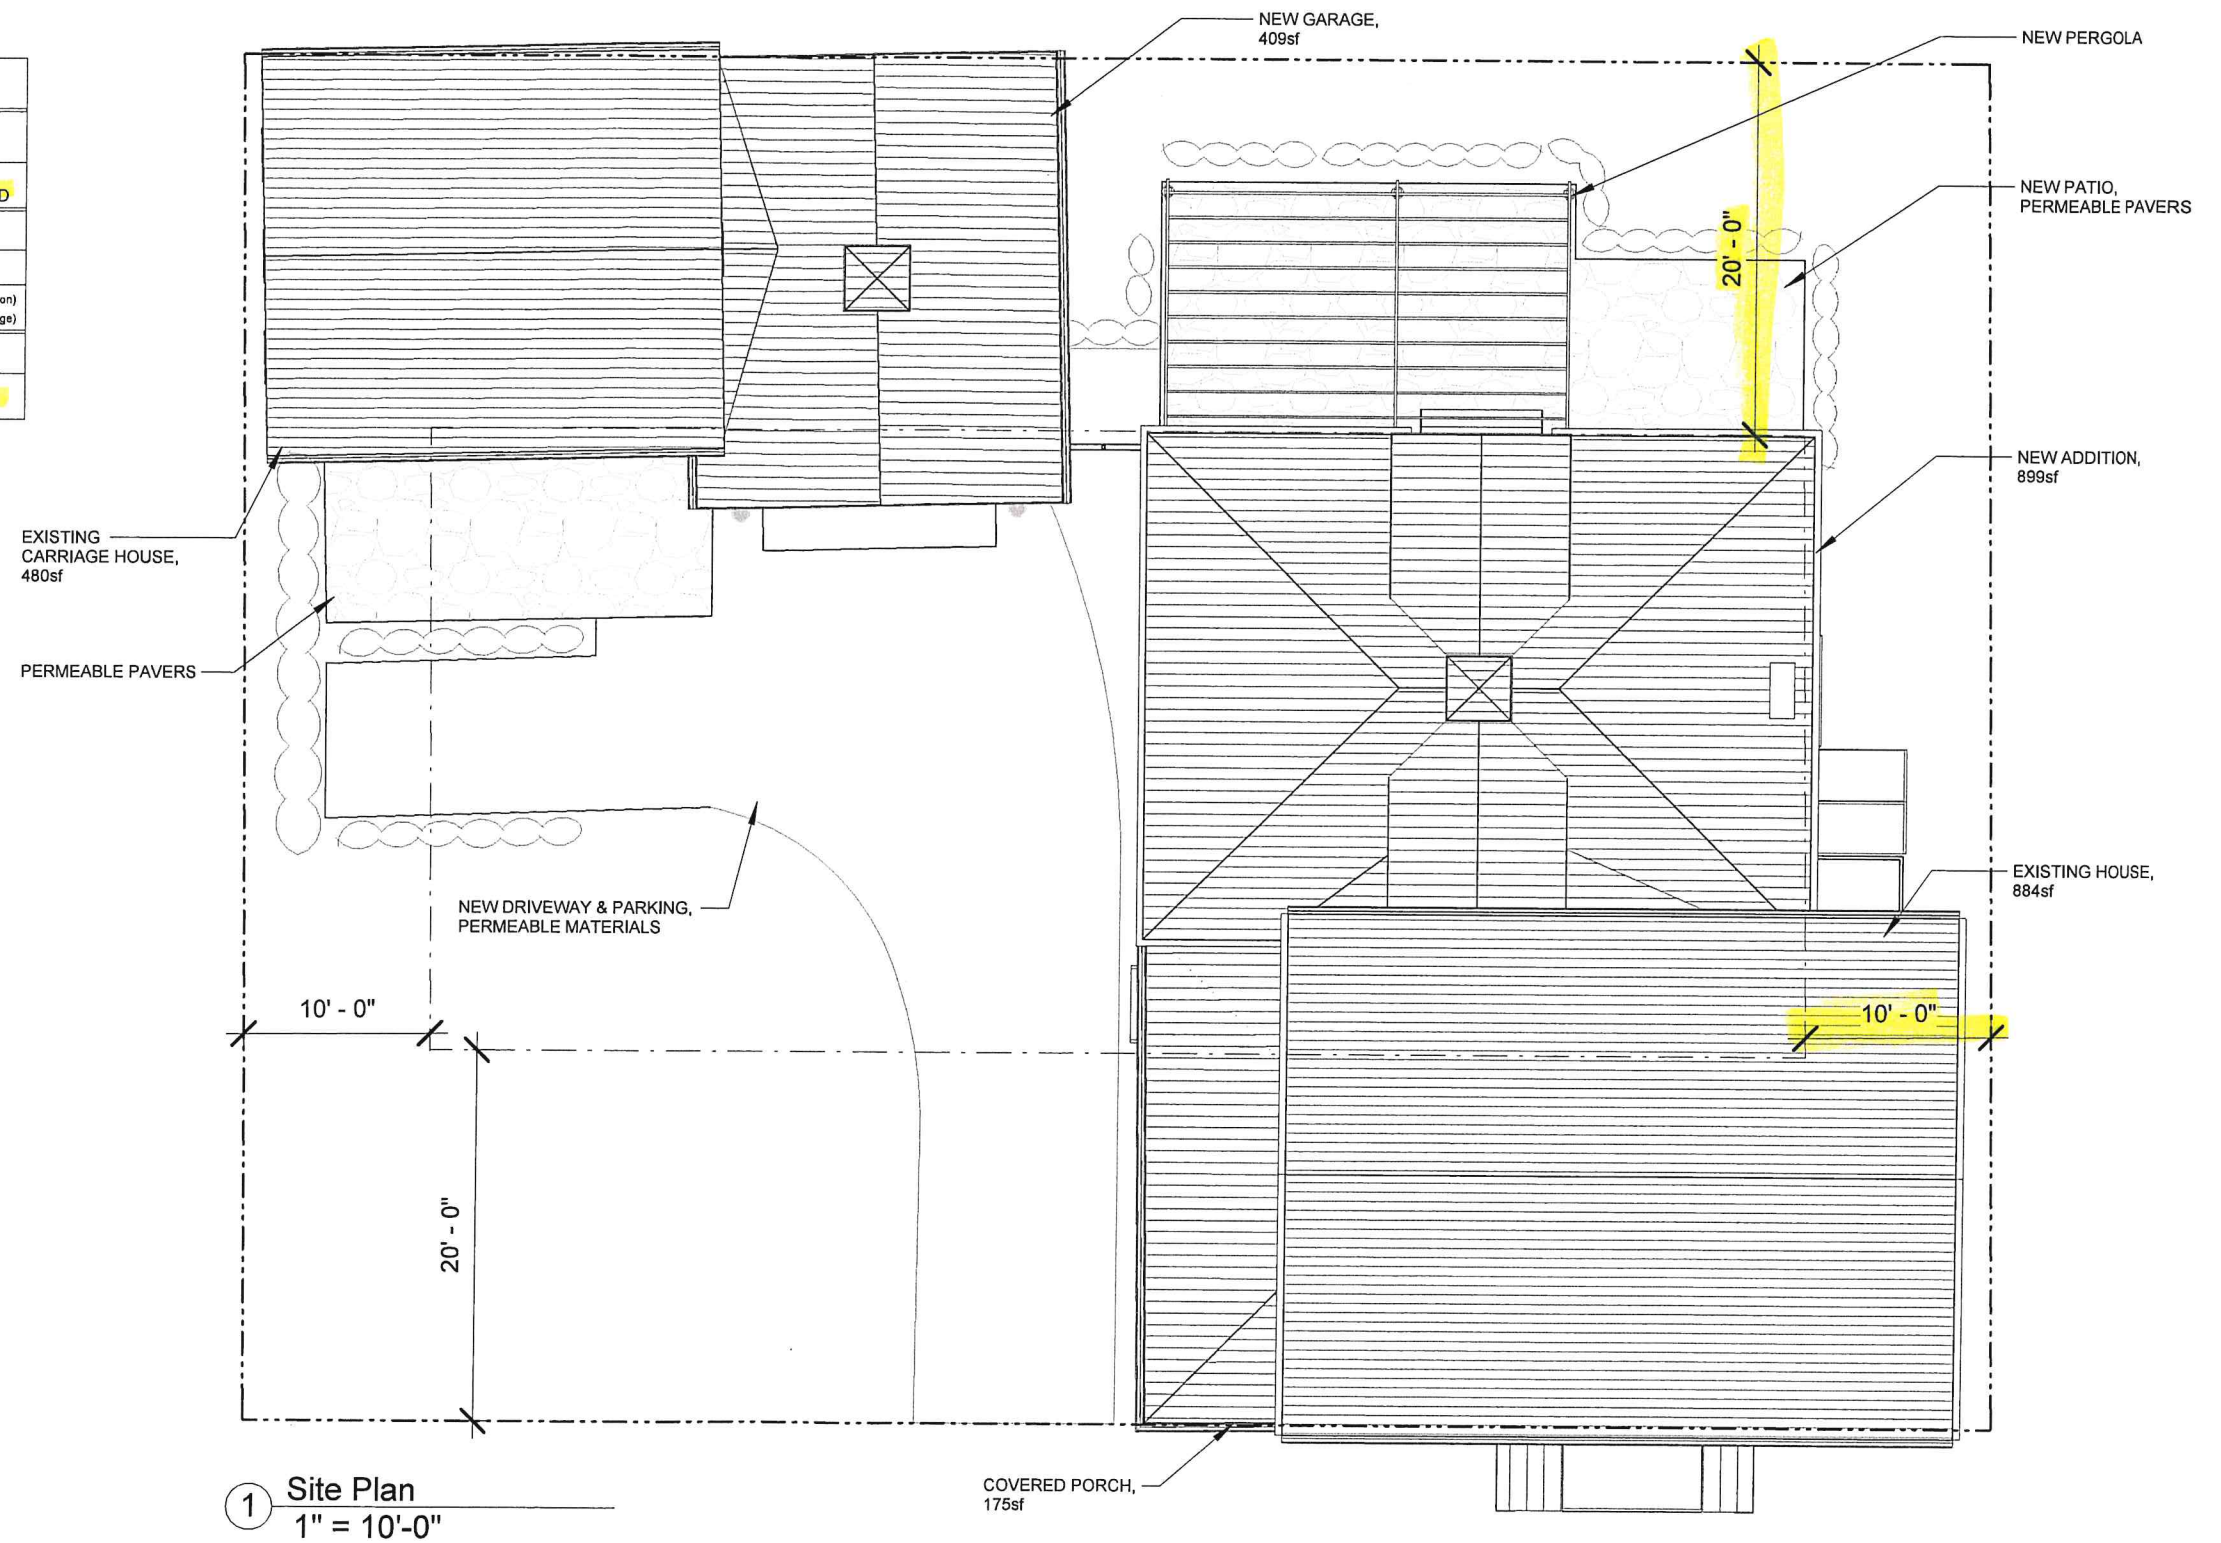 NEW GARAGE,
409sf
NEW PERGOLA
D
NEW PATIO,
PERMEABLE PAVERS
20' - 0"
on)
ge)
NEW ADDITION,
899sf
EXISTING
CARRIAGE HOUSE,
480sf
PERMEABLE PAVERS
EXISTING HOUSE,
884sf
NEW DRIVEWAY & PARKING,
PERMEABLE MATERIALS
10' - 0"
10' - 0"
20' - 0"
COVERED PORCH,
175sf
1 Site Plan
1" = 10'-0"